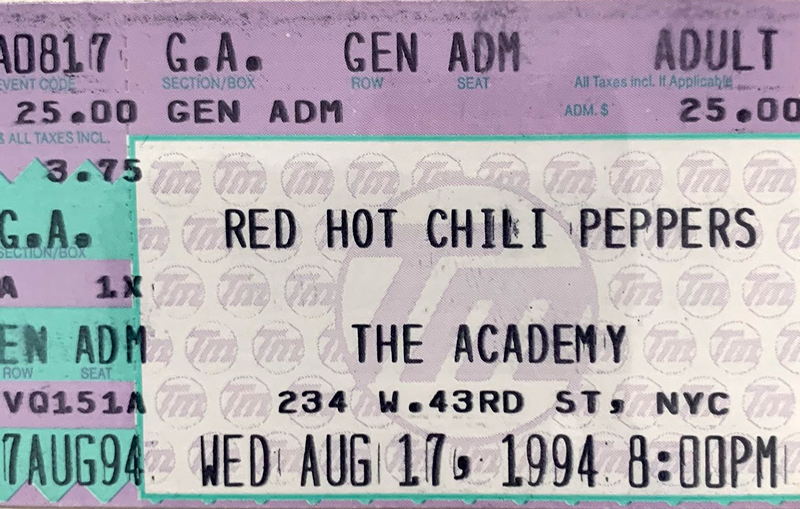 A0817 G.A. GEN ADM ADULT
EVENT CODE SECTION/BOX ROW SEAT All Taxes incl. If Applicable
25.00 GEN ADM ADM. $ 25.00
& ALL TAXES INCL.
3.75
G.A.
SECTION/BOX
RED HOT CHILI PEPPERS
A 1X
EN ADM
ROW SEAT
THE ACADEMY
VQ151A 234 W.43RD ST, NYC
7AUG94 WED AUG 17, 1994 8:00PM